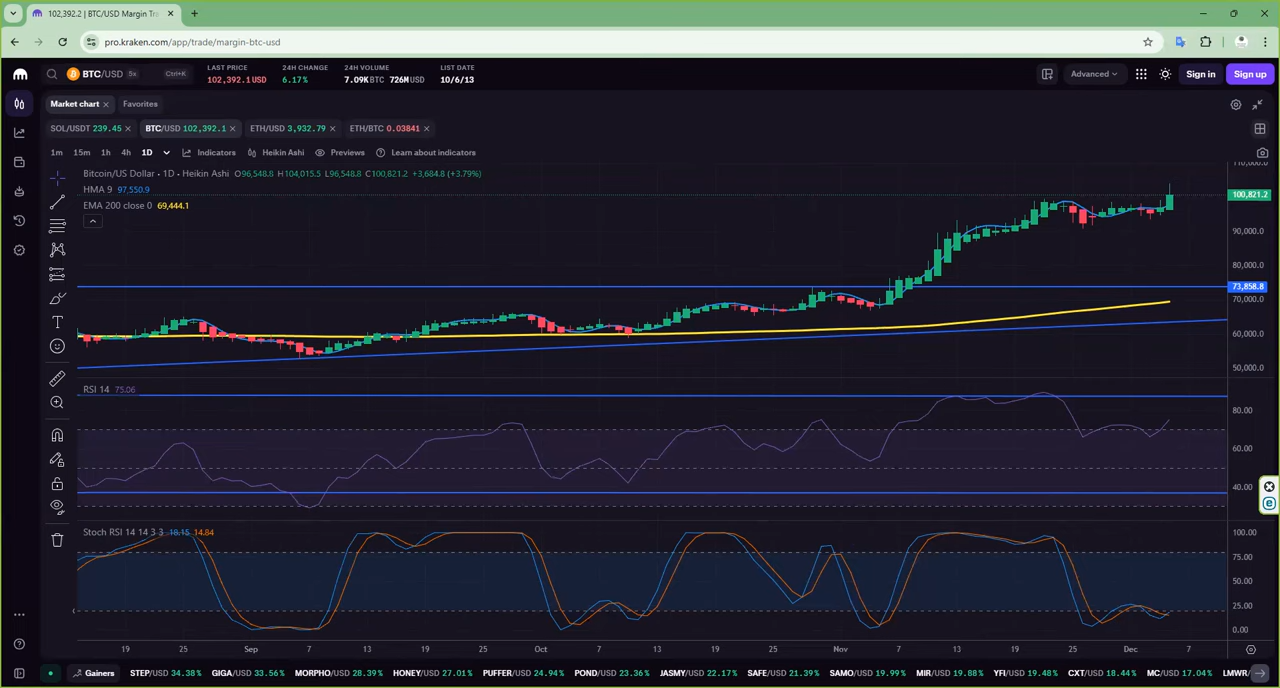 102,392.2 | BTC/USD Margin Tra
pro.kraken.com/app/trade/margin-btc-usd
BTC/USD 5x Ctrl+K
LAST PRICE 24H CHANGE 24H VOLUME LIST DATE
102,392.1 USD 6.17% 7.09K BTC 726M USD 10/6/13
Advanced Sign in Sign up
Market chart Favorites
SOL/USDT 239.45 BTC/USD 102,392.1 ETH/USD 3,932.79 ETH/BTC 0.03841
1m 15m 1h 4h 1D Indicators Heikin Ashi Previews Learn about indicators
Bitcoin/US Dollar · 1D · Heikin Ashi O96,548.8 H104,015.5 L96,548.8 C100,821.2 +3,684.8 (+3.79%)
HMA 9 97,550.9
EMA 200 close 0 69,444.1
110,000.0
100,821.2
90,000.0
80,000.0
73,858.8
70,000.0
60,000.0
50,000.0
RSI 14 75.06
80.00
60.00
40.00
Stoch RSI 14 14 3 3 18.15 14.84
100.00
75.00
50.00
25.00
0.00
19 25 Sep 7 13 19 25 Oct 7 13 19 25 Nov 7 13 19 25 Dec 7
Gainers STEP/USD 34.38% GIGA/USD 33.56% MORPHO/USD 28.39% HONEY/USD 27.01% PUFFER/USD 24.94% POND/USD 23.36% JASMY/USD 22.17% SAFE/USD 21.39% SAMO/USD 19.99% MIR/USD 19.88% YFI/USD 19.48% CXT/USD 18.44% MC/USD 17.04% LMWR/